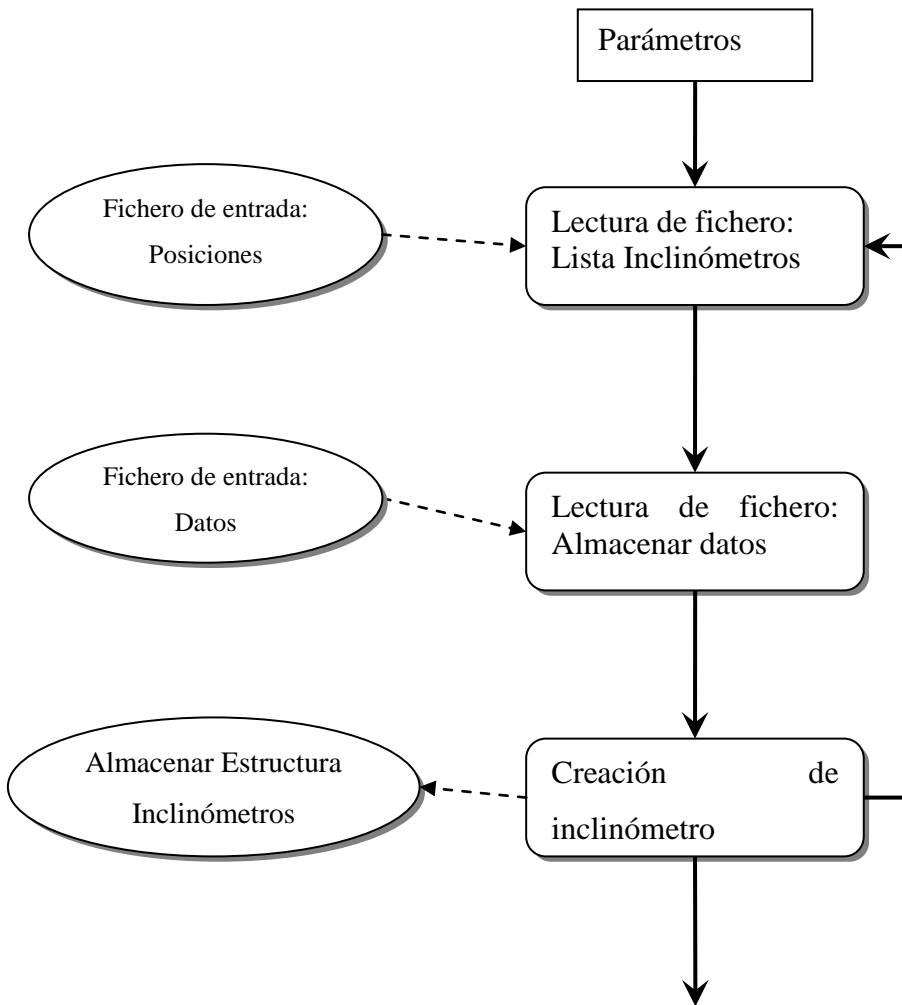 Parámetros
Fichero de entrada:
Posiciones
Lectura de fichero:
Lista Inclinómetros
Fichero de entrada:
Datos
Lectura de fichero:
Almacenar datos
Almacenar Estructura
Inclinómetros
Creación de
inclinómetro